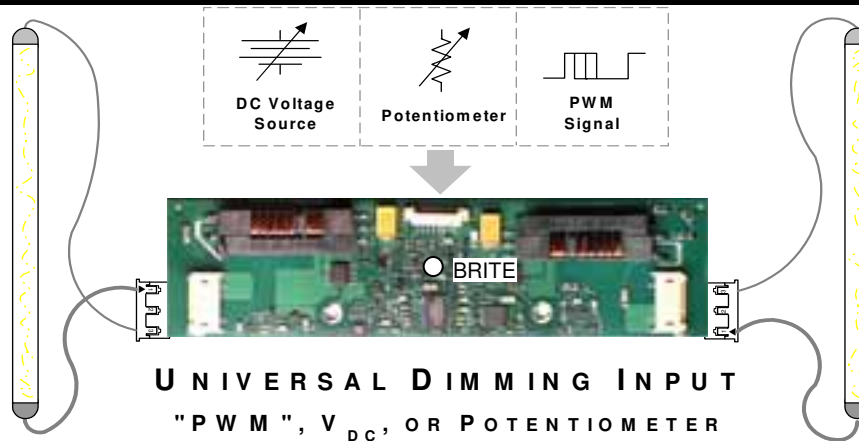 DC Voltage
Source
Potentiometer
PWM
Signal
BRITE
UNIVERSAL DIMMING INPUT
"PWM", VDC, OR POTENTIOMETER